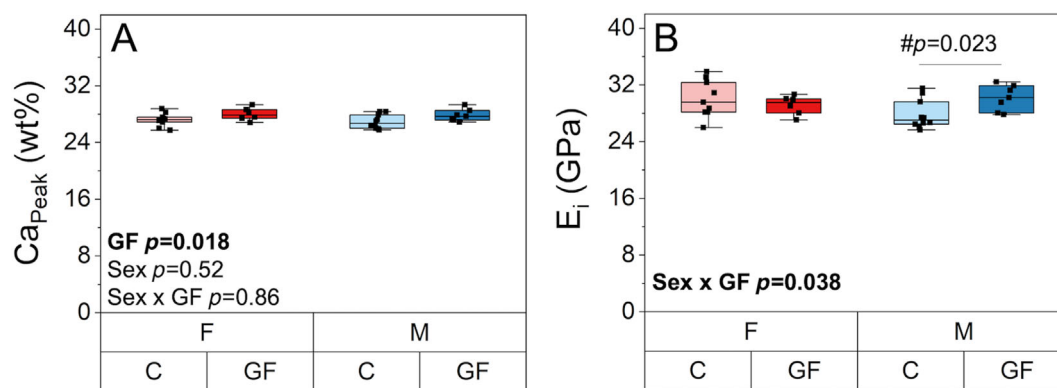 A
Ca_Peak (wt%)
40
32
24
16
8
0
GF p=0.018
Sex p=0.52
Sex x GF p=0.86
F M
C GF C GF
B
E_i (GPa)
40
32
24
16
8
0
#p=0.023
Sex x GF p=0.038
F M
C GF C GF